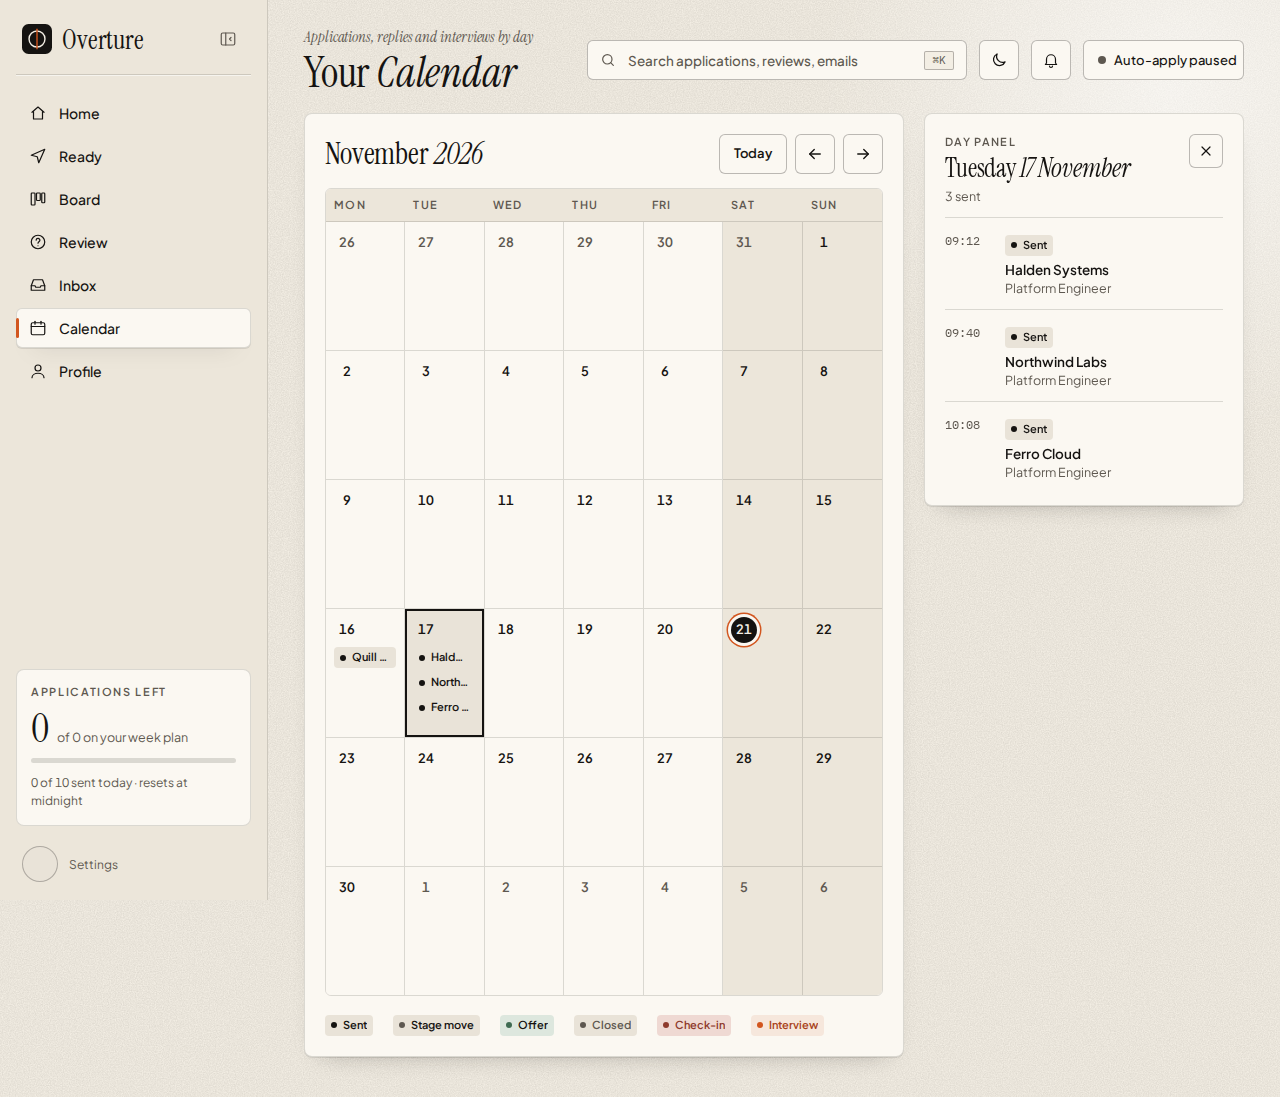 Overture
Home
Ready
Board
Review
Inbox
Calendar
Profile
APPLICATIONS LEFT
0 of 0 on your week plan
0 of 10 sent today · resets at
midnight
Settings
Applications, replies and interviews by day
Your Calendar
Search applications, reviews, emails
⌘K
Auto-apply paused
November 2026
Today
MON TUE WED THU FRI SAT SUN
26 27 28 29 30 31 1
2 3 4 5 6 7 8
9 10 11 12 13 14 15
16 17 18 19 20 21 22
Quill ...
Hald...
North...
Ferro ...
23 24 25 26 27 28 29
30 1 2 3 4 5 6
Sent Stage move Offer Closed Check-in Interview
DAY PANEL
Tuesday 17 November
3 sent
09:12 Sent
Halden Systems
Platform Engineer
09:40 Sent
Northwind Labs
Platform Engineer
10:08 Sent
Ferro Cloud
Platform Engineer